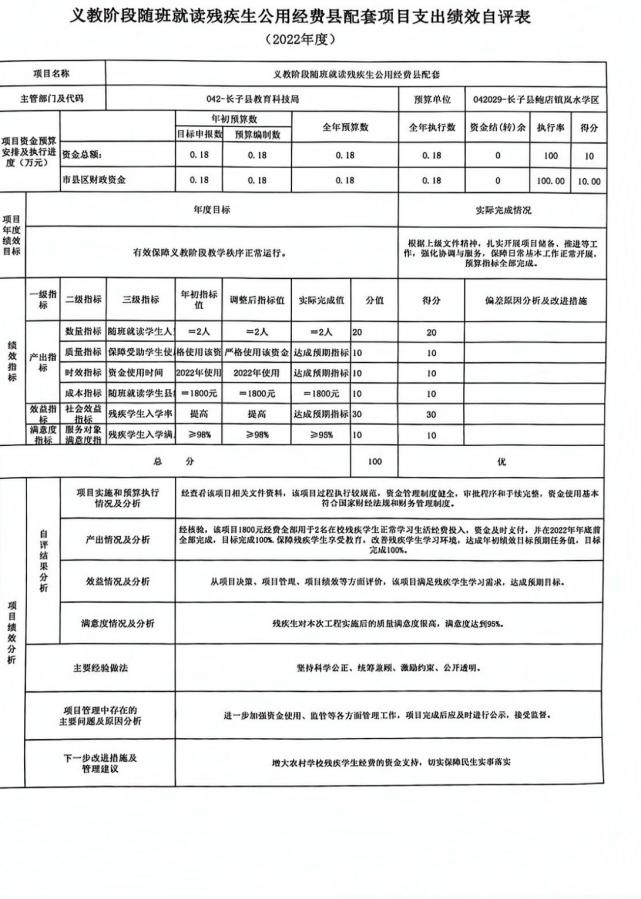 义教阶段随班就读残疾生公用经费县配套项目支出绩效自评表
（2022年度）
项目名称 义教阶段随班就读残疾生公用经费县配套
主管部门及代码 042-长子县教育科技局 预算单位 042029-长子县鲍店镇岚水学区
项目资金预算安排及执行进度（万元） 年初预算数 全年预算数 全年执行数 资金结(转)余 执行率 得分
目标申报数 预算编制数
资金总额: 0.18 0.18 0.18 0.18 0 100 10
市县区财政资金 0.18 0.18 0.18 0.18 0 100.00 10.00
项目年度绩效目标 年度目标 实际完成情况
有效保障义教阶段教学秩序正常运行。 根据上级文件精神，扎实开展项目储备、推进等工
作，强化协调与服务，保障日常基本工作正常开展，
预算指标全部完成。
绩效指标 一级指标 二级指标 三级指标 年初指标值 调整后指标值 实际完成值 分值 得分 偏差原因分析及改进措施
产出指标 数量指标 随班就读学生人 ＝2人 ＝2人 ＝2人 20 20
质量指标 保障受助学生使 格使用该资 严格使用该资金 达成预期指标 10 10
时效指标 资金使用时间 2022年使用 2022年使用 达成预期指标 10 10
成本指标 随班就读学生县 ＝1800元 ＝1800元 ＝1800元 10 10
效益指标 社会效益指标 残疾学生入学率 提高 提高 达成预期指标 30 30
满意度指标 服务对象满意度指 残疾学生入学满 ≥98% ≥98% ≥95% 10 10
总 分 100 优
项目绩效分析 自评结果分析 项目实施和预算执行
情况及分析 经查看该项目相关文件资料，该项目过程执行较规范，资金管理制度健全，审批程序和手续完整，资金使用基本
符合国家财经法规和财务管理制度。
产出情况及分析 经核验，该项目1800元经费全部用于2名在校残疾学生正常学习生活经费投入，资金及时支付，并在2022年年底前
全部完成，目标完成100%.保障残疾学生享受教育，改善残疾学生学习环境，达成年初绩效目标预期任务值，目标
完成100%。
效益情况及分析 从项目决策、项目管理、项目绩效等方面评价，该项目满足残疾学生学习需求，达成预期目标。
满意度情况及分析 残疾生对本次工程实施后的质量满意度很高，满意度达到95%。
主要经验做法 坚持科学公正、统筹兼顾、激励约束、公开透明。
项目管理中存在的
主要问题及原因分析 进一步加强资金使用、监管等各方面管理工作，项目完成后应及时进行公示，接受监督。
下一步改进措施及
管理建议 增大农村学校残疾学生经费的资金支持，切实保障民生实事落实